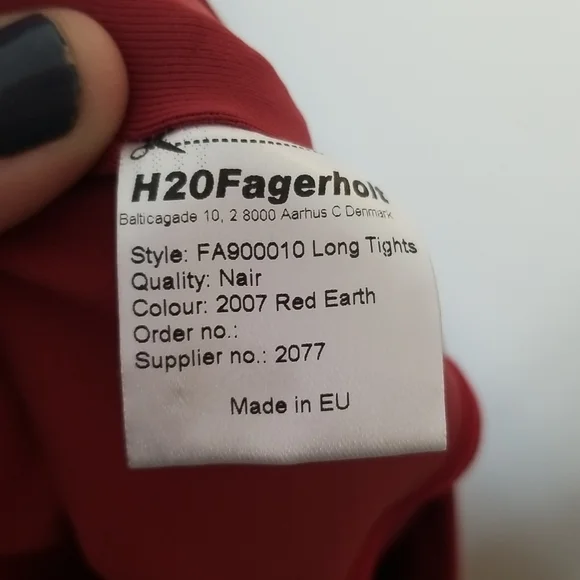 H20Fagerholt
Balticagade 10, 2 8000 Aarhus C Denmark
Style: FA900010 Long Tights
Quality: Nair
Colour: 2007 Red Earth
Order no.:
Supplier no.: 2077
Made in EU